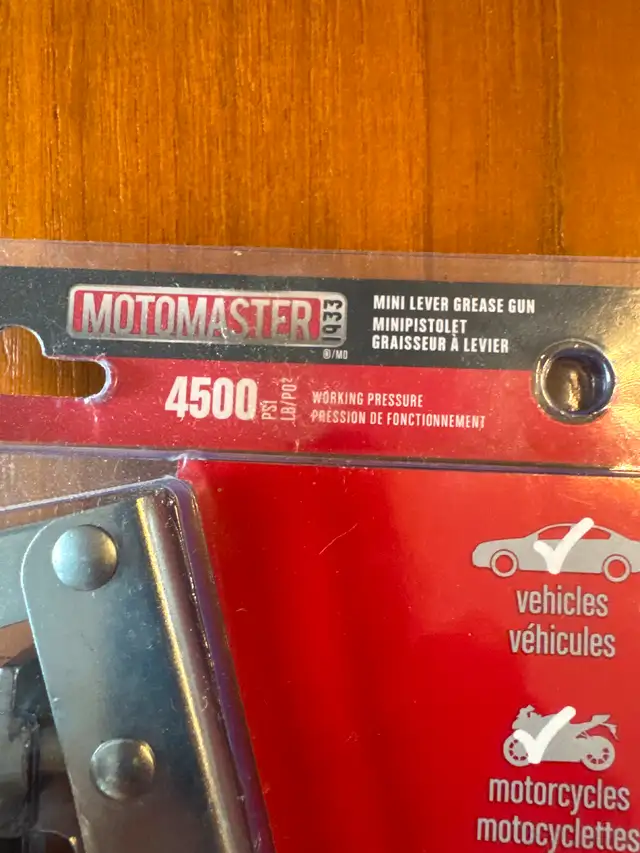 MOTOMASTER 1933
®/MD
MINI LEVER GREASE GUN
MINIPISTOLET
GRAISSEUR À LEVIER
4500 PSI LB/PO²
WORKING PRESSURE
PRESSION DE FONCTIONNEMENT
vehicles
véhicules
motorcycles
motocyclettes